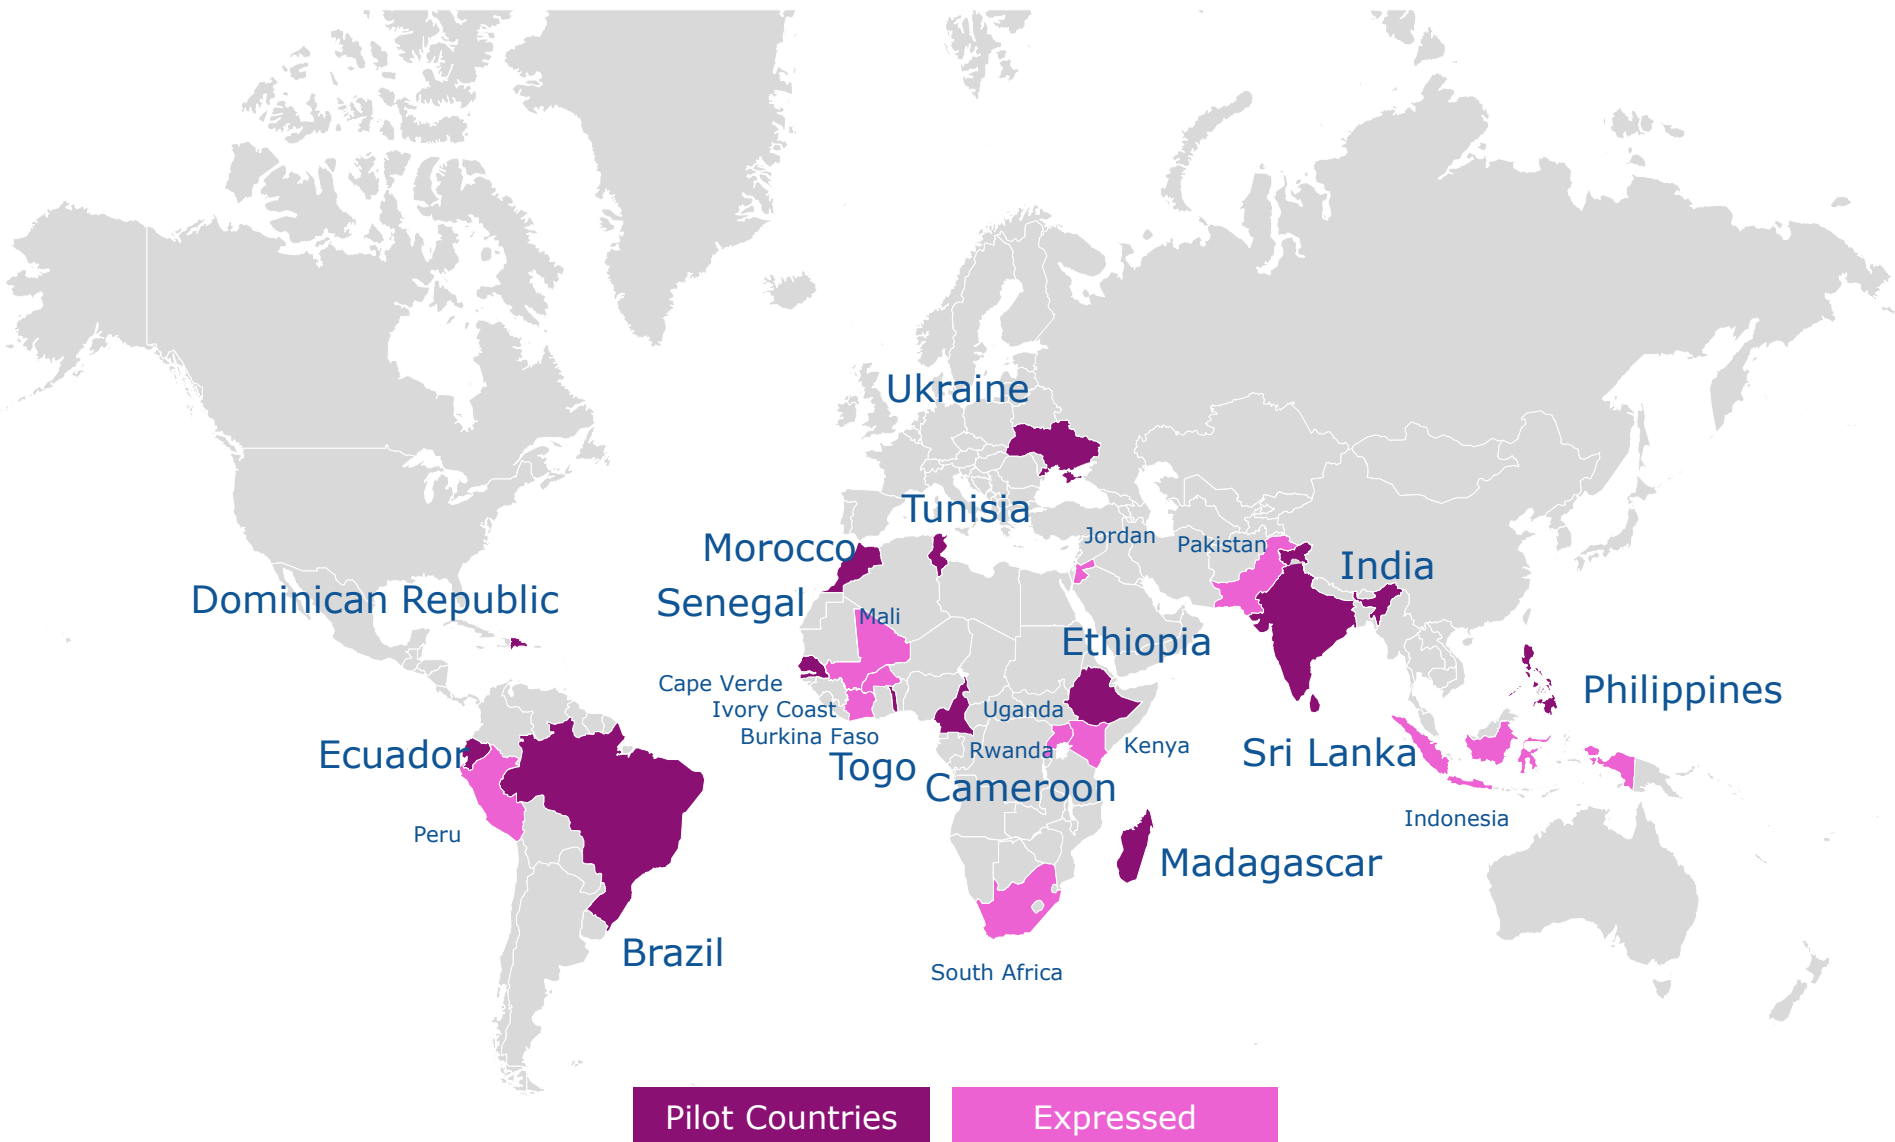 Ukraine
Tunisia
Jordan
Pakistan
Morocco
India
Dominican Republic
Senegal
Mali
Ethiopia
Cape Verde
Philippines
Ivory Coast
Uganda
Burkina Faso
Kenya
Rwanda
Ecuador
Sri Lanka
Togo
Cameroon
Indonesia
Peru
Madagascar
Brazil
South Africa
Pilot Countries
Expressed